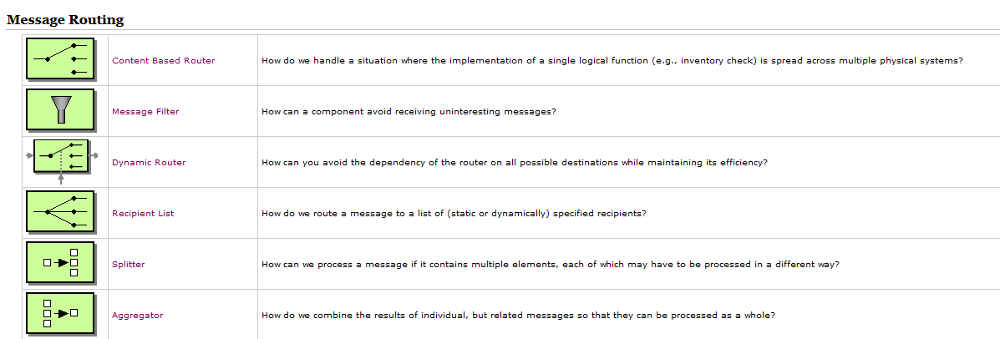 Message Routing
Content Based Router How do we handle a situation where the implementation of a single logical function (e.g., inventory check) is spread across multiple physical systems?
Message Filter How can a component avoid receiving uninteresting messages?
Dynamic Router How can you avoid the dependency of the router on all possible destinations while maintaining its efficiency?
Recipient List How do we route a message to a list of (static or dynamically) specified recipients?
Splitter How can we process a message if it contains multiple elements, each of which may have to be processed in a different way?
Aggregator How do we combine the results of individual, but related messages so that they can be processed as a whole?